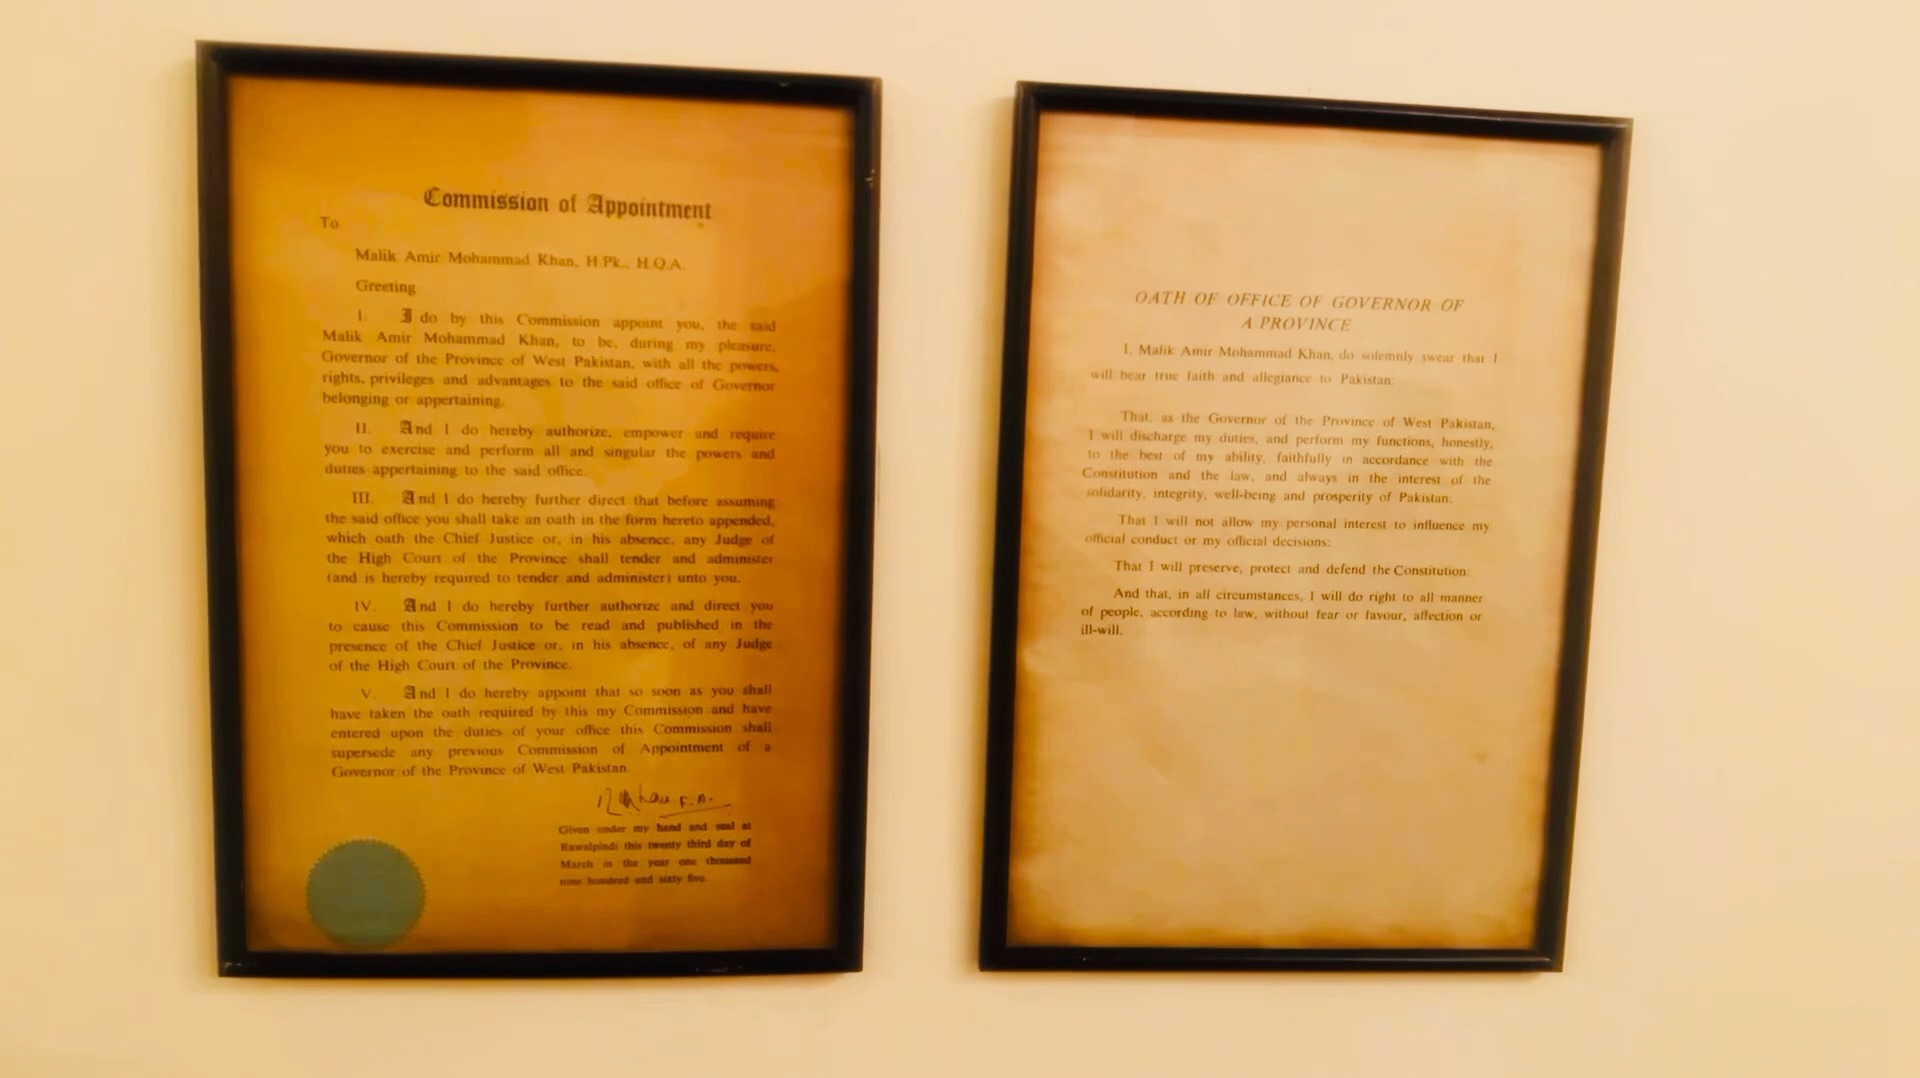 Commission of Appointment
To
Malik Amir Mohammad Khan, H.Pk., H.Q.A.
Greeting
I. I do by this Commission appoint you, the said
Malik Amir Mohammad Khan, to be, during my pleasure,
Governor of the Province of West Pakistan, with all the powers,
rights, privileges and advantages to the said office of Governor
belonging or appertaining.
II. And I do hereby authorize, empower and require
you to exercise and perform all and singular the powers and
duties appertaining to the said office.
III. And I do hereby further direct that before assuming
the said office you shall take an oath in the form hereto appended,
which oath the Chief Justice or, in his absence, any Judge of
the High Court of the Province shall tender and administer
(and is hereby required to tender and administer) unto you.
IV. And I do hereby further authorize and direct you
to cause this Commission to be read and published in the
presence of the Chief Justice or, in his absence, of any Judge
of the High Court of the Province.
V. And I do hereby appoint that so soon as you shall
have taken the oath required by this my Commission and have
entered upon the duties of your office this Commission shall
supersede any previous Commission of Appointment of a
Governor of the Province of West Pakistan.
Given under my hand and seal at
Rawalpindi this twenty third day of
March in the year one thousand
nine hundred and sixty five.
OATH OF OFFICE OF GOVERNOR OF
A PROVINCE
I, Malik Amir Mohammad Khan, do solemnly swear that I
will bear true faith and allegiance to Pakistan:
That, as the Governor of the Province of West Pakistan,
I will discharge my duties, and perform my functions, honestly,
to the best of my ability, faithfully in accordance with the
Constitution and the law, and always in the interest of the
solidarity, integrity, well-being and prosperity of Pakistan:
That I will not allow my personal interest to influence my
official conduct or my official decisions:
That I will preserve, protect and defend the Constitution:
And that, in all circumstances, I will do right to all manner
of people, according to law, without fear or favour, affection or
ill-will.